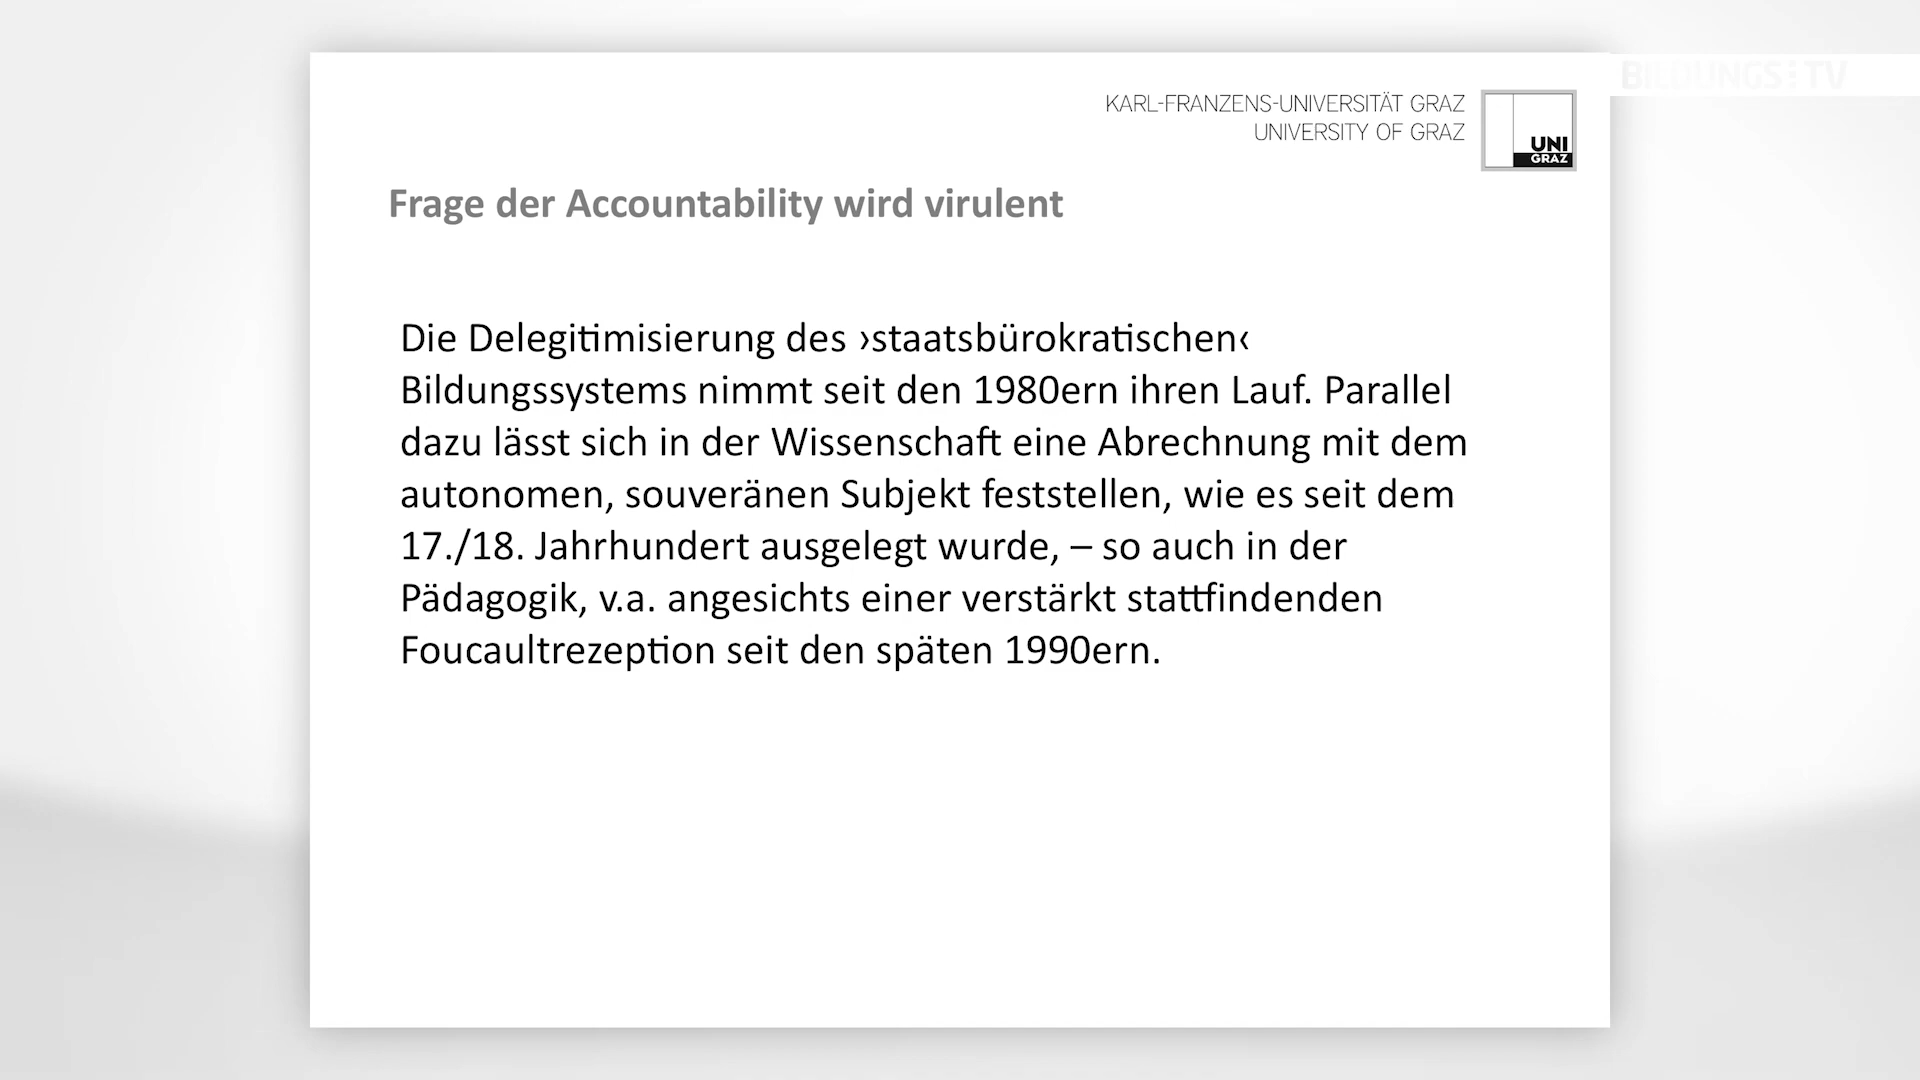 BILDUNGS TV
KARL-FRANZENS-UNIVERSITÄT GRAZ
UNIVERSITY OF GRAZ
UNI
GRAZ
Frage der Accountability wird virulent
Die Delegitimisierung des ›staatsbürokratischen‹
Bildungssystems nimmt seit den 1980ern ihren Lauf. Parallel
dazu lässt sich in der Wissenschaft eine Abrechnung mit dem
autonomen, souveränen Subjekt feststellen, wie es seit dem
17./18. Jahrhundert ausgelegt wurde, – so auch in der
Pädagogik, v.a. angesichts einer verstärkt stattfindenden
Foucaultrezeption seit den späten 1990ern.